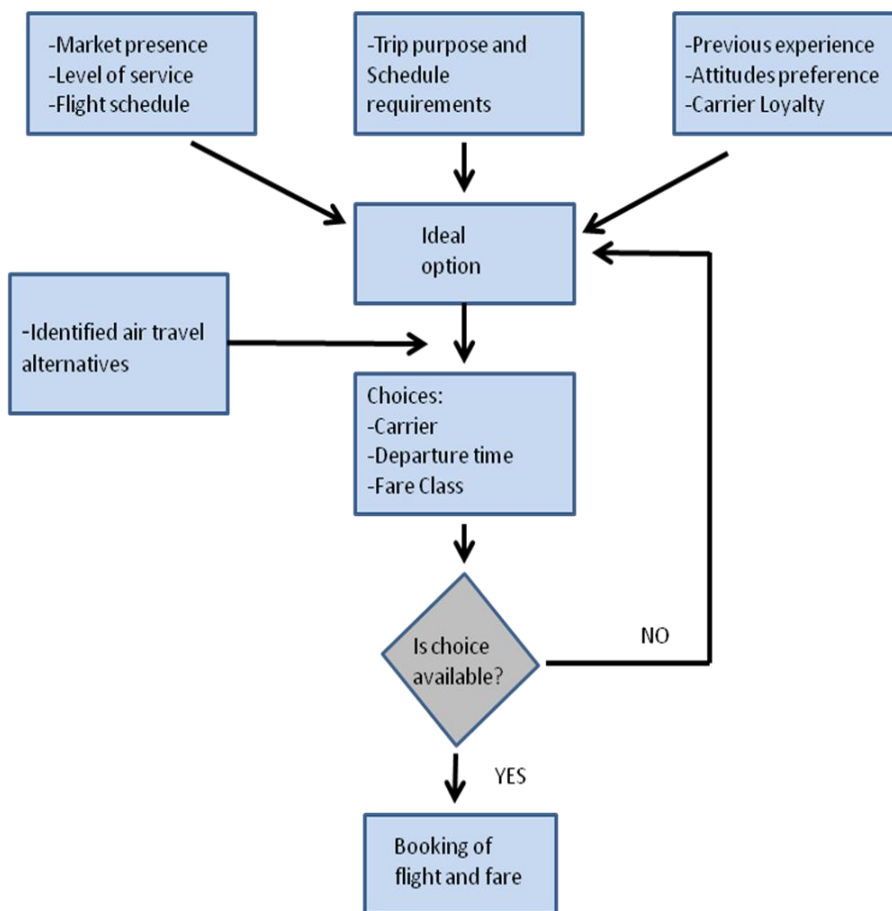 -Market presence
-Level of service
-Flight schedule
-Trip purpose and
Schedule
requirements
-Previous experience
-Attitudes preference
-Carrier Loyalty
Ideal
option
-Identified air travel
alternatives
Choices:
-Carrier
-Departure time
-Fare Class
Is choice
available?
NO
YES
Booking of
flight and fare